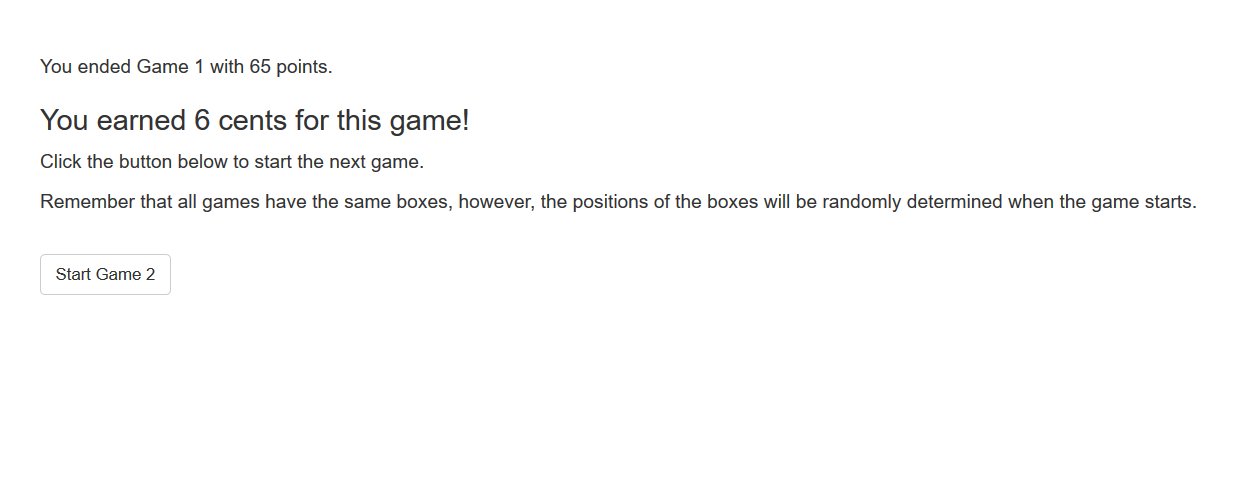 You ended Game 1 with 65 points.
You earned 6 cents for this game!
Click the button below to start the next game.
Remember that all games have the same boxes, however, the positions of the boxes will be randomly determined when the game starts.
Start Game 2